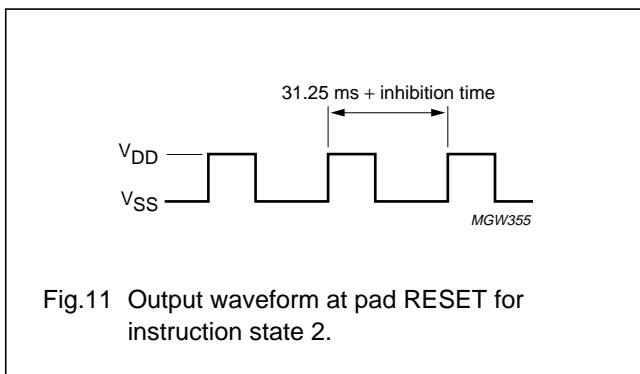 31.25 ms + inhibition time
VDD
VSS
MGW355
Fig.11 Output waveform at pad RESET for
instruction state 2.